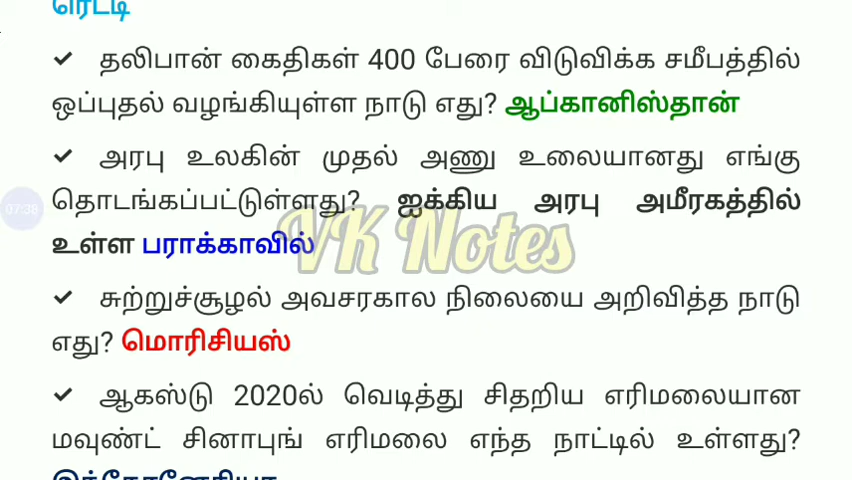 ரெட்டி
✓ தலிபான் கைதிகள் 400 பேரை விடுவிக்க சமீபத்தில்
ஒப்புதல் வழங்கியுள்ள நாடு எது? ஆப்கானிஸ்தான்
✓ அரபு உலகின் முதல் அணு உலையானது எங்கு
தொடங்கப்பட்டுள்ளது? ஐக்கிய அரபு அமீரகத்தில்
உள்ள பராக்காவில்
VK Notes
✓ சுற்றுச்சூழல் அவசரகால நிலையை அறிவித்த நாடு
எது? மொரிசியஸ்
✓ ஆகஸ்டு 2020ல் வெடித்து சிதறிய எரிமலையான
மவுண்ட் சினாபுங் எரிமலை எந்த நாட்டில் உள்ளது?
இந்தோனேசியா